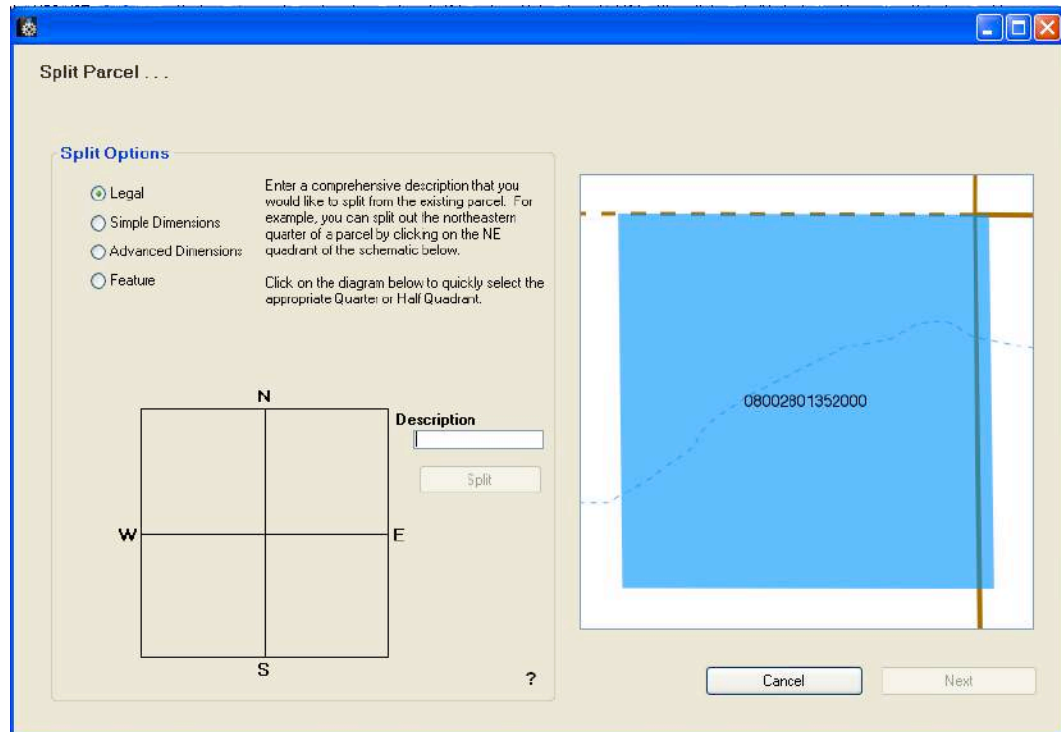 Split Parcel . . .
Split Options
Legal
Simple Dimensions
Advanced Dimensions
Feature
Enter a comprehensive description that you
would like to split from the existing parcel. For
example, you can split out the northeastern
quarter of a parcel by clicking on the NE
quadrant of the schematic below.
Click on the diagram below to quickly select the
appropriate Quarter or Half Quadrant.
N
W
E
S
Description
Split
?
08002801352000
Cancel
Next